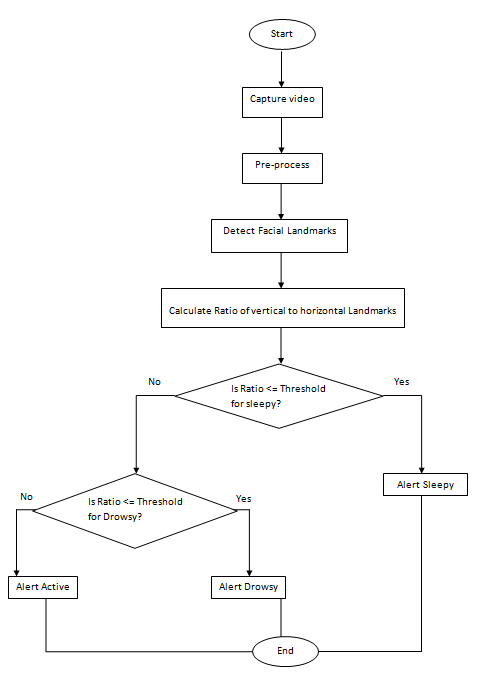 Start
Capture video
Pre-process
Detect Facial Landmarks
Calculate Ratio of vertical to horizontal Landmarks
No
Is Ratio <= Threshold
for sleepy?
Yes
No
Is Ratio <= Threshold
for Drowsy?
Yes
Alert Sleepy
Alert Active
Alert Drowsy
End